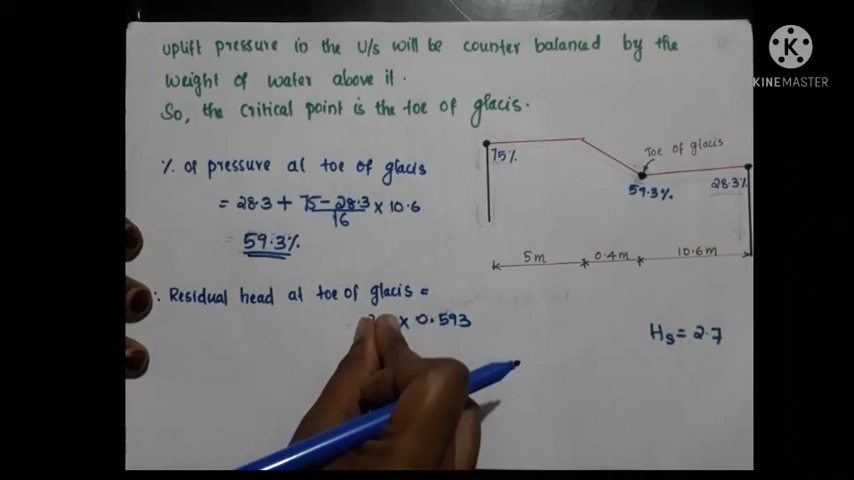 uplift pressure in the U/s will be counter balanced by the
weight of water above it.
So, the critical point is the toe of glacis.
% of pressure at toe of glacis
= 28.3 + 75 - 28.3 / 16 × 10.6
= 59.3%
∴ Residual head at toe of glacis =
× 0.593
Toe of glacis
75%
59.3%
28.3%
5m
0.4m
10.6m
Hs = 2.7
K
KINEMASTER